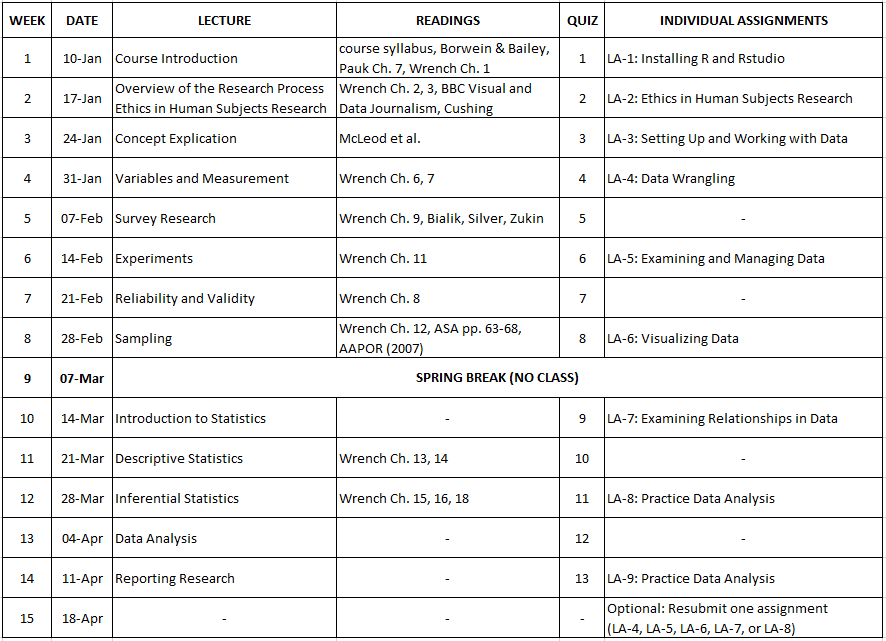 WEEK DATE LECTURE READINGS QUIZ INDIVIDUAL ASSIGNMENTS
1 10-Jan Course Introduction course syllabus, Borwein & Bailey, Pauk Ch. 7, Wrench Ch. 1 1 LA-1: Installing R and Rstudio
2 17-Jan Overview of the Research Process Ethics in Human Subjects Research Wrench Ch. 2, 3, BBC Visual and Data Journalism, Cushing 2 LA-2: Ethics in Human Subjects Research
3 24-Jan Concept Explication McLeod et al. 3 LA-3: Setting Up and Working with Data
4 31-Jan Variables and Measurement Wrench Ch. 6, 7 4 LA-4: Data Wrangling
5 07-Feb Survey Research Wrench Ch. 9, Bialik, Silver, Zukin 5 -
6 14-Feb Experiments Wrench Ch. 11 6 LA-5: Examining and Managing Data
7 21-Feb Reliability and Validity Wrench Ch. 8 7 -
8 28-Feb Sampling Wrench Ch. 12, ASA pp. 63-68, AAPOR (2007) 8 LA-6: Visualizing Data
9 07-Mar SPRING BREAK (NO CLASS)
10 14-Mar Introduction to Statistics - 9 LA-7: Examining Relationships in Data
11 21-Mar Descriptive Statistics Wrench Ch. 13, 14 10 -
12 28-Mar Inferential Statistics Wrench Ch. 15, 16, 18 11 LA-8: Practice Data Analysis
13 04-Apr Data Analysis - 12 -
14 11-Apr Reporting Research - 13 LA-9: Practice Data Analysis
15 18-Apr - - - Optional: Resubmit one assignment (LA-4, LA-5, LA-6, LA-7, or LA-8)